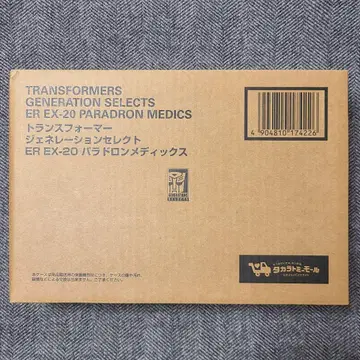 TRANSFORMERS
GENERATION SELECTS
ER EX-20 PARADRON MEDICS
トランスフォーマー
ジェネレーションセレクト
ER EX-20 パラドロンメディックス
4 904810 174226
タカラトミーモール